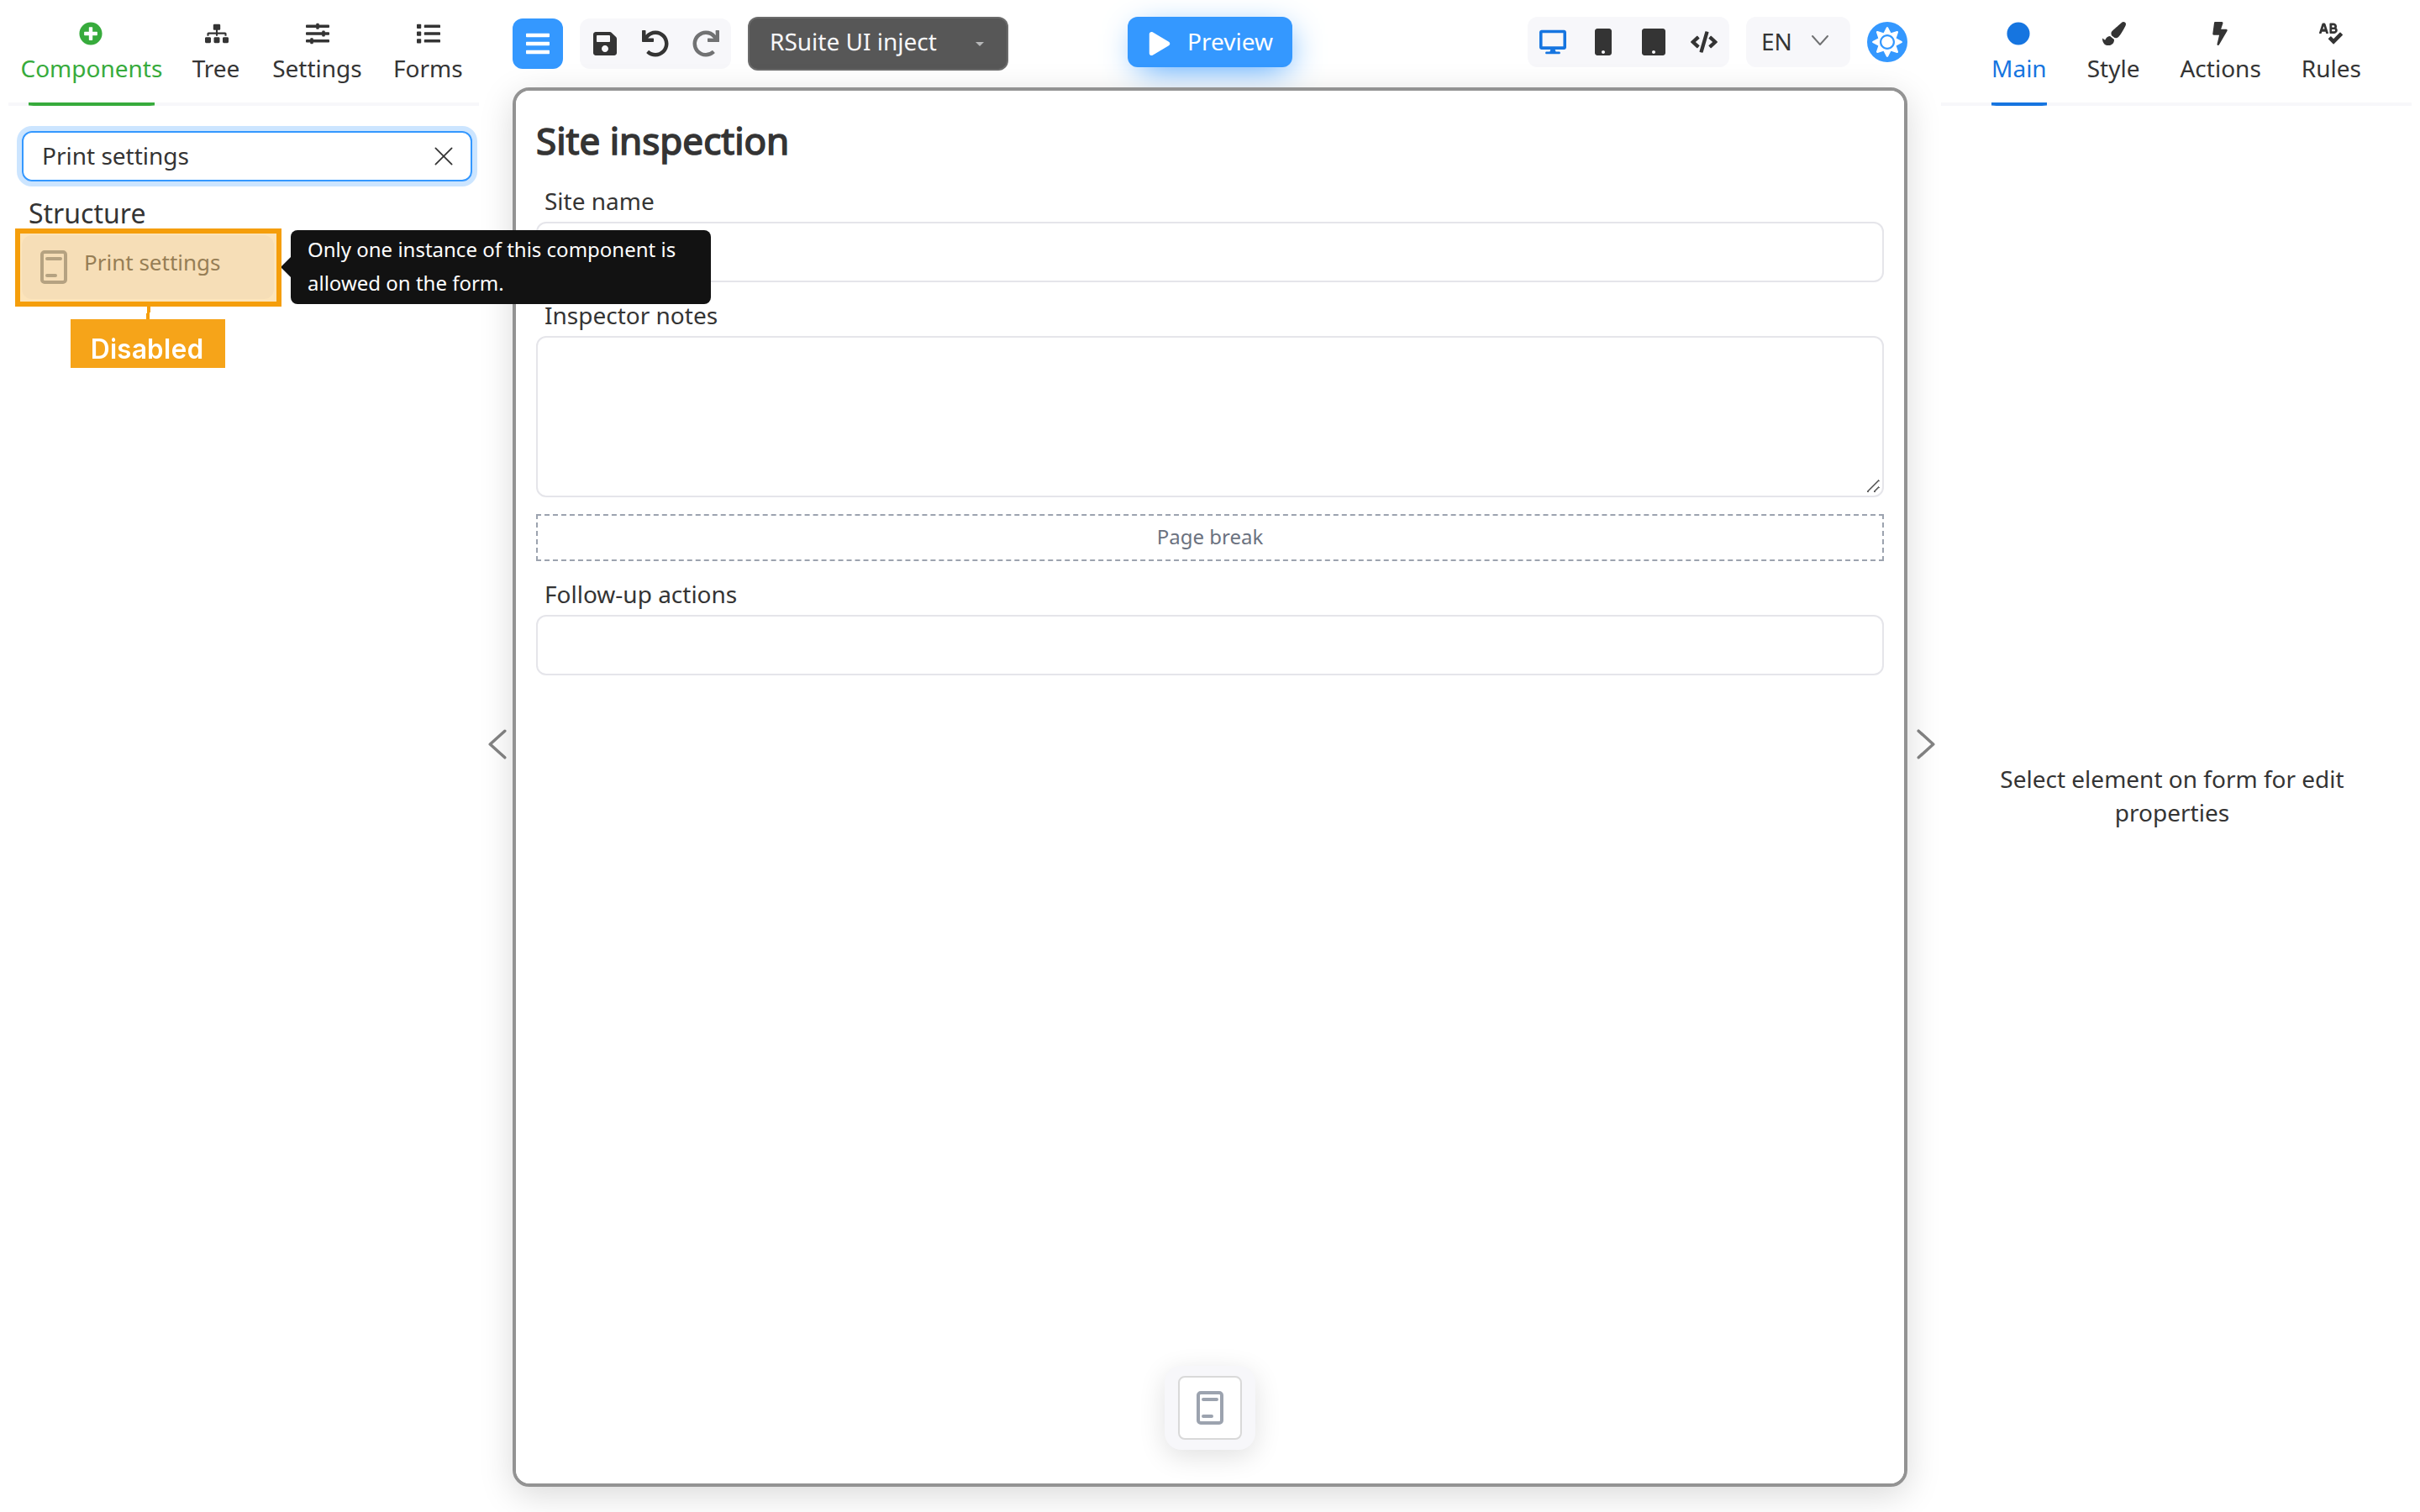 Components
Tree
Settings
Forms
RSuite UI inject
Preview
EN
Main
Style
Actions
Rules
Print settings
Structure
Print settings
Only one instance of this component is
allowed on the form.
Disabled
Site inspection
Site name
Inspector notes
Page break
Follow-up actions
Select element on form for edit
properties